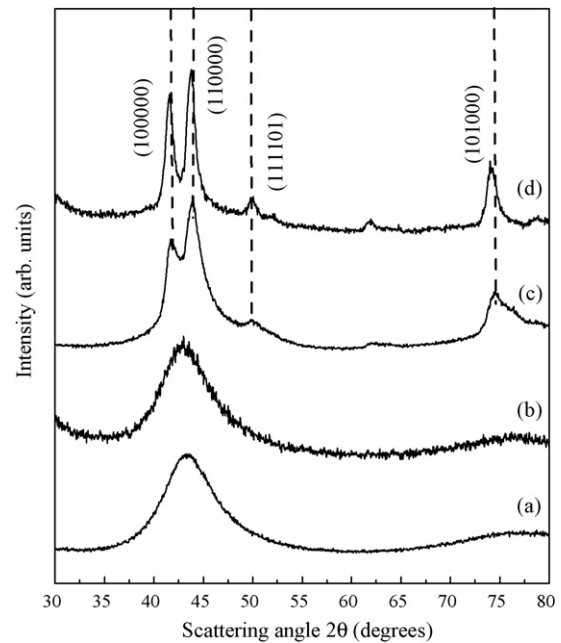 (100000)
(110000)
(111101)
(101000)
(d)
(c)
(b)
(a)
Intensity (arb. units)
30 35 40 45 50 55 60 65 70 75 80
Scattering angle 2θ (degrees)